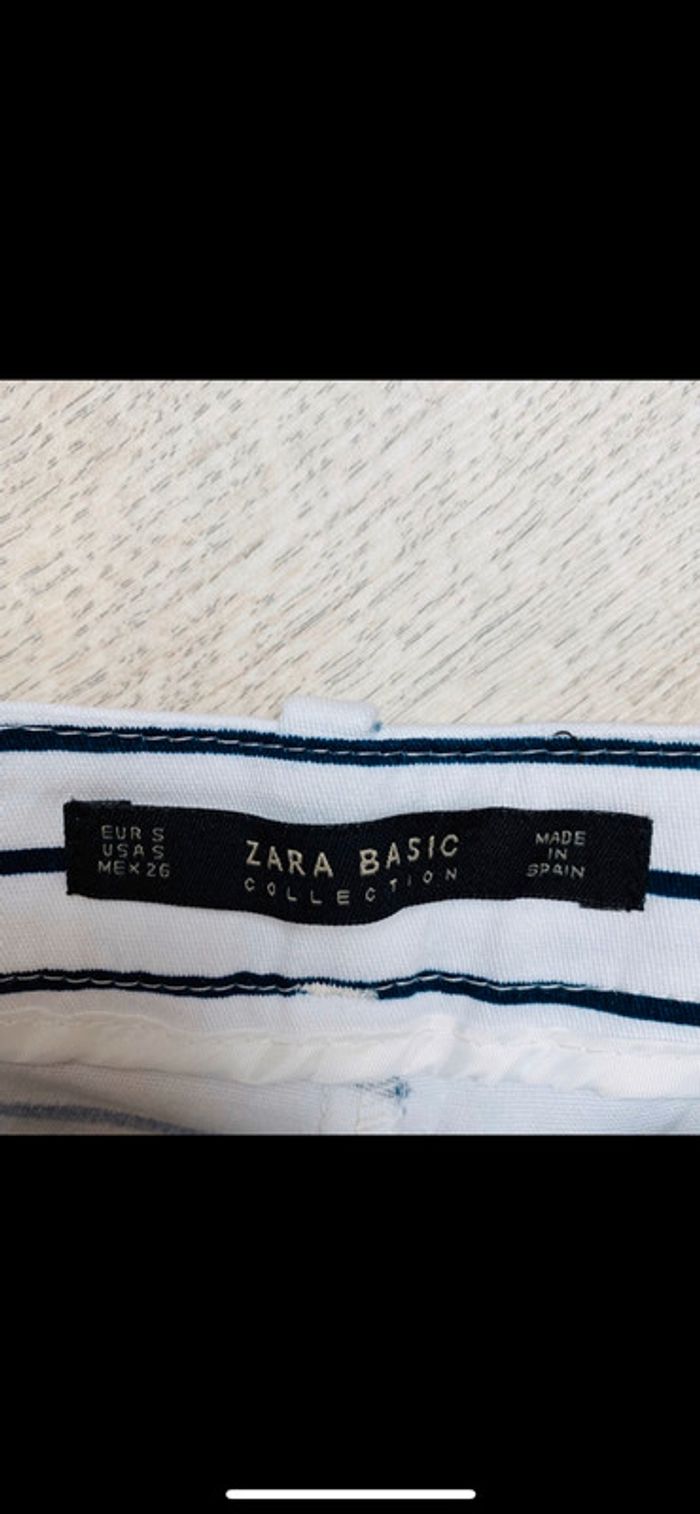 EUR S
USA S
MEX 26
ZARA BASIC
COLLECTION
MADE
IN
SPAIN